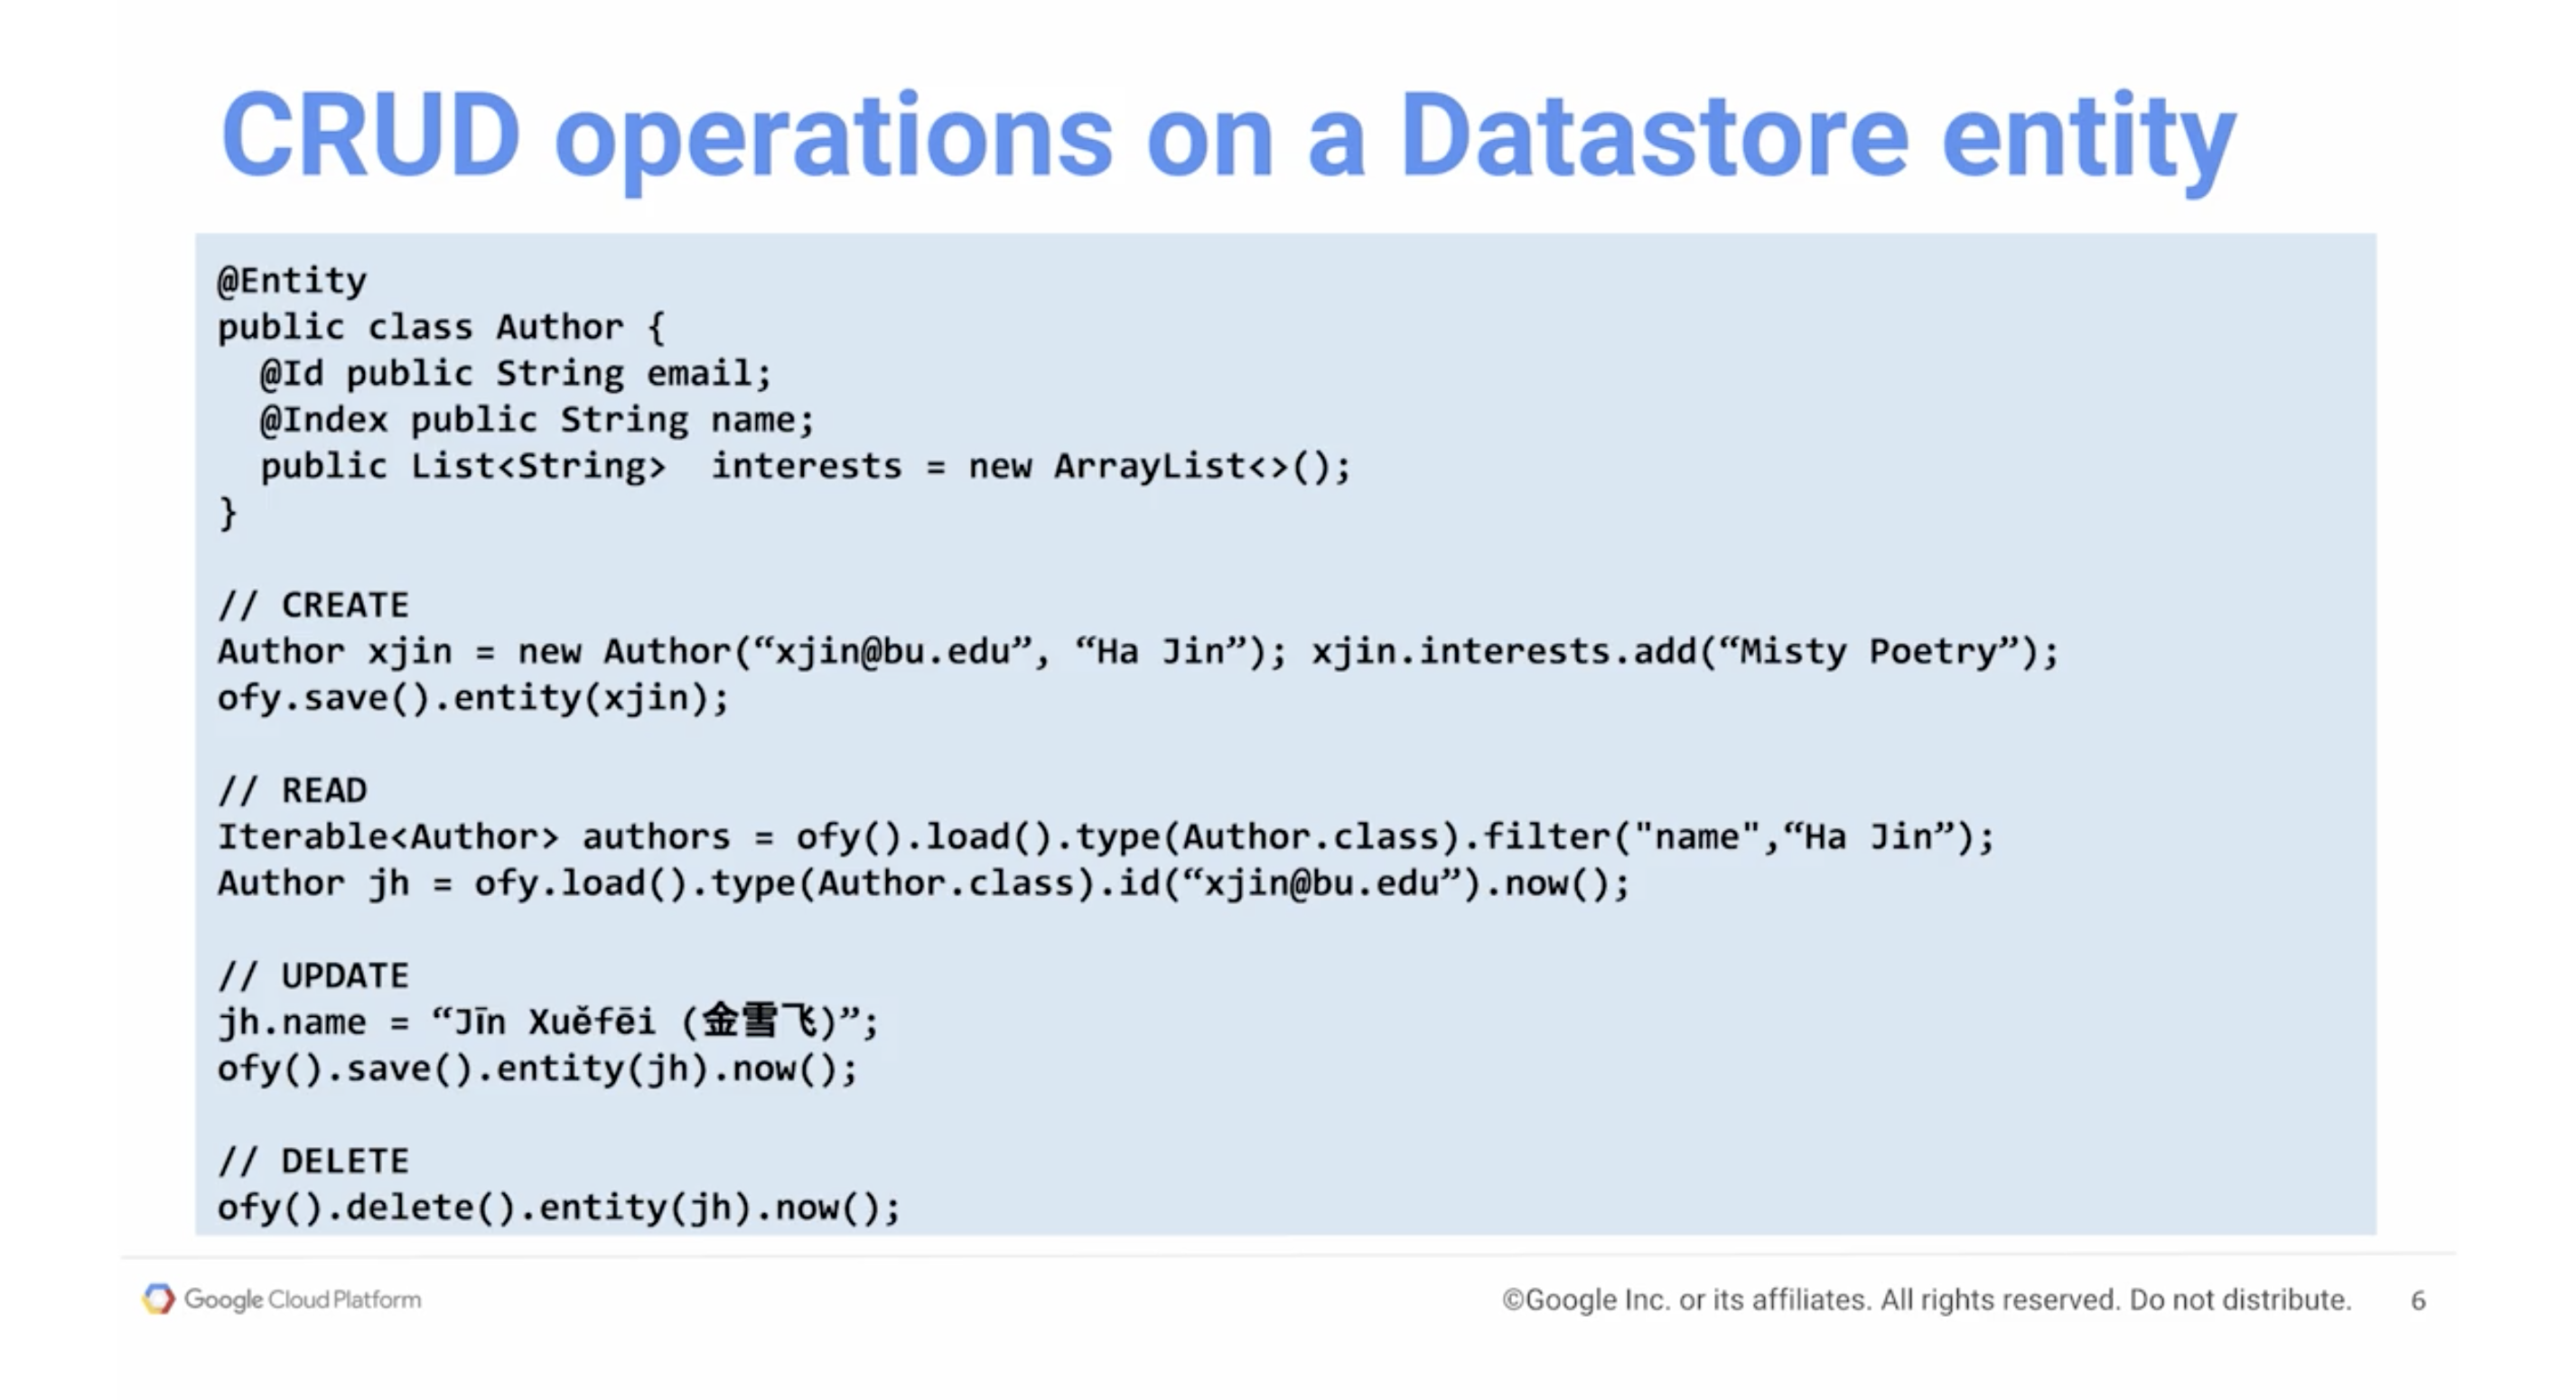 CRUD operations on a Datastore entity
@Entity
public class Author {
  @Id public String email;
  @Index public String name;
  public List<String>  interests = new ArrayList<>();
}
// CREATE
Author xjin = new Author(“xjin@bu.edu”, “Ha Jin”); xjin.interests.add(“Misty Poetry”);
ofy.save().entity(xjin);
// READ
Iterable<Author> authors = ofy().load().type(Author.class).filter("name",“Ha Jin”);
Author jh = ofy.load().type(Author.class).id(“xjin@bu.edu”).now();
// UPDATE
jh.name = “Jīn Xuěfēi (金雪飞)”;
ofy().save().entity(jh).now();
// DELETE
ofy().delete().entity(jh).now();
Google Cloud Platform
©Google Inc. or its affiliates. All rights reserved. Do not distribute.
6